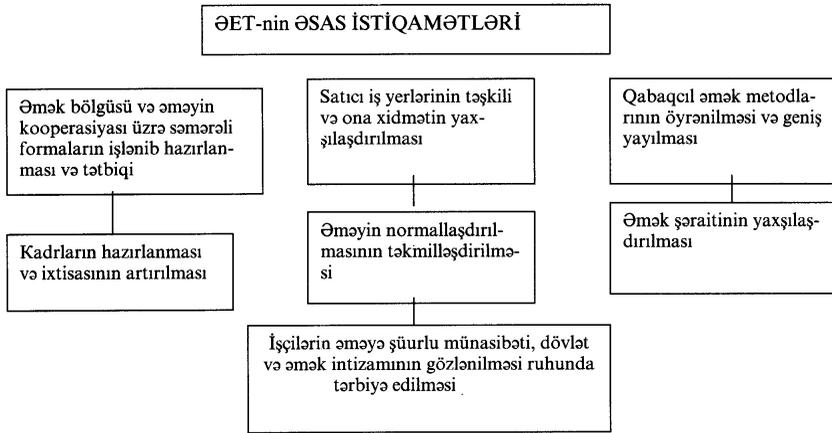 ƏET-nin ƏSAS İSTİQAMƏTLƏRİ
Əmək bölgüsü və əməyin
kooperasiyası üzrə səmərəli
formaların işlənib hazırlan-
ması və tətbiqi
Satıcı iş yerlərinin təşkili
və ona xidmətin yax-
şılaşdırılması
Qabaqcıl əmək metodla-
rının öyrənilməsi və geniş
yayılması
Kadrların hazırlanması
və ixtisasının artırılması
Əməyin normallaşdırıl-
masının təkmilləşdirilmə-
si
Əmək şəraitinin yaxşılaş-
dırılması
İşçilərin əməyə şüurlu münasibəti, dövlət
və əmək intizamının gözlənilməsi ruhunda
tərbiyə edilməsi